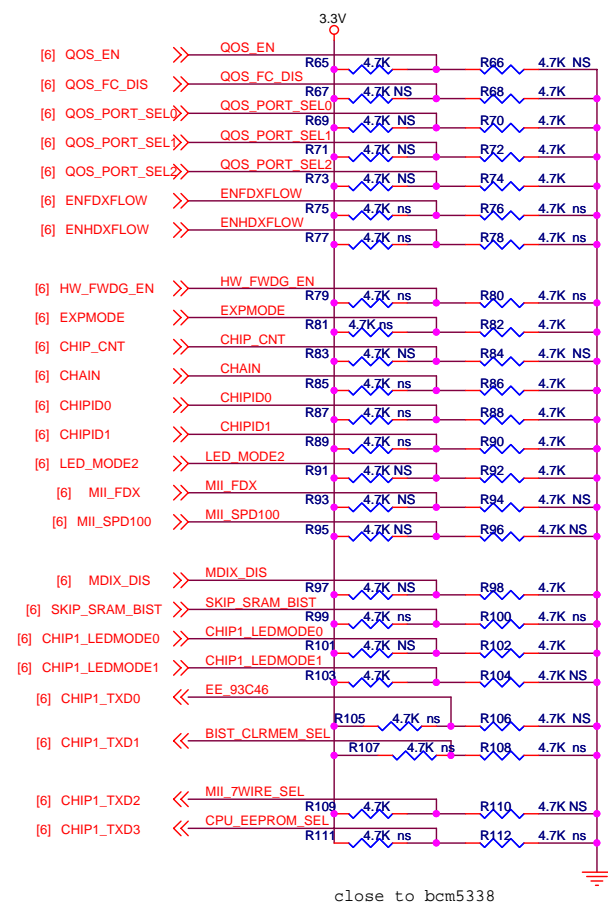 3.3V
[6] QOS_EN QOS_EN R65 4.7K R66 4.7K NS
[6] QOS_FC_DIS QOS_FC_DIS R67 4.7K NS R68 4.7K
[6] QOS_PORT_SEL0 QOS_PORT_SEL0 R69 4.7K NS R70 4.7K
[6] QOS_PORT_SEL1 QOS_PORT_SEL1 R71 4.7K NS R72 4.7K
[6] QOS_PORT_SEL2 QOS_PORT_SEL2 R73 4.7K NS R74 4.7K
[6] ENFDXFLOW ENFDXFLOW R75 4.7K ns R76 4.7K ns
[6] ENHDXFLOW ENHDXFLOW R77 4.7K ns R78 4.7K ns
[6] HW_FWDG_EN HW_FWDG_EN R79 4.7K ns R80 4.7K ns
[6] EXPMODE EXPMODE R81 4.7K ns R82 4.7K
[6] CHIP_CNT CHIP_CNT R83 4.7K NS R84 4.7K NS
[6] CHAIN CHAIN R85 4.7K ns R86 4.7K
[6] CHIPID0 CHIPID0 R87 4.7K ns R88 4.7K
[6] CHIPID1 CHIPID1 R89 4.7K ns R90 4.7K
[6] LED_MODE2 LED_MODE2 R91 4.7K NS R92 4.7K
[6] MII_FDX MII_FDX R93 4.7K NS R94 4.7K NS
[6] MII_SPD100 MII_SPD100 R95 4.7K NS R96 4.7K NS
[6] MDIX_DIS MDIX_DIS R97 4.7K NS R98 4.7K
[6] SKIP_SRAM_BIST SKIP_SRAM_BIST R99 4.7K ns R100 4.7K ns
[6] CHIP1_LEDMODE0 CHIP1_LEDMODE0 R101 4.7K NS R102 4.7K
[6] CHIP1_LEDMODE1 CHIP1_LEDMODE1 R103 4.7K R104 4.7K NS
[6] CHIP1_TXD0 EE_93C46 R105 4.7K ns R106 4.7K NS
[6] CHIP1_TXD1 BIST_CLRMEM_SEL R107 4.7K ns R108 4.7K ns
[6] CHIP1_TXD2 MII_7WIRE_SEL R109 4.7K R110 4.7K NS
[6] CHIP1_TXD3 CPU_EEPROM_SEL R111 4.7K ns R112 4.7K ns
close to bcm5338